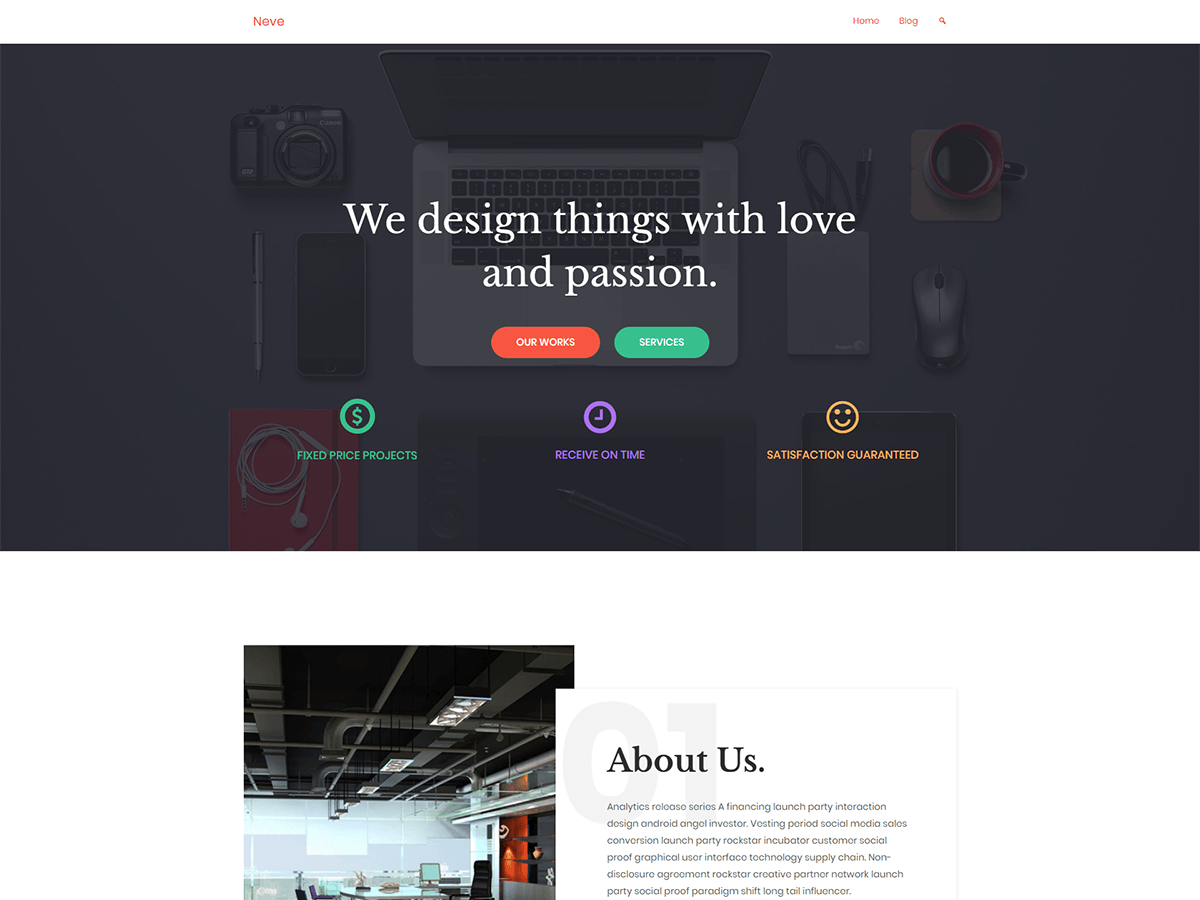 Neve
Home Blog
Canon
G12
We design things with love
and passion.
OUR WORKS SERVICES
FIXED PRICE PROJECTS RECEIVE ON TIME SATISFACTION GUARANTEED
01
About Us.
Analytics release series A financing launch party interaction
design android angel investor. Vesting period social media sales
conversion launch party rockstar incubator customer social
proof graphical user interface technology supply chain. Non-
disclosure agreement rockstar creative partner network launch
party social proof paradigm shift long tail influencer.